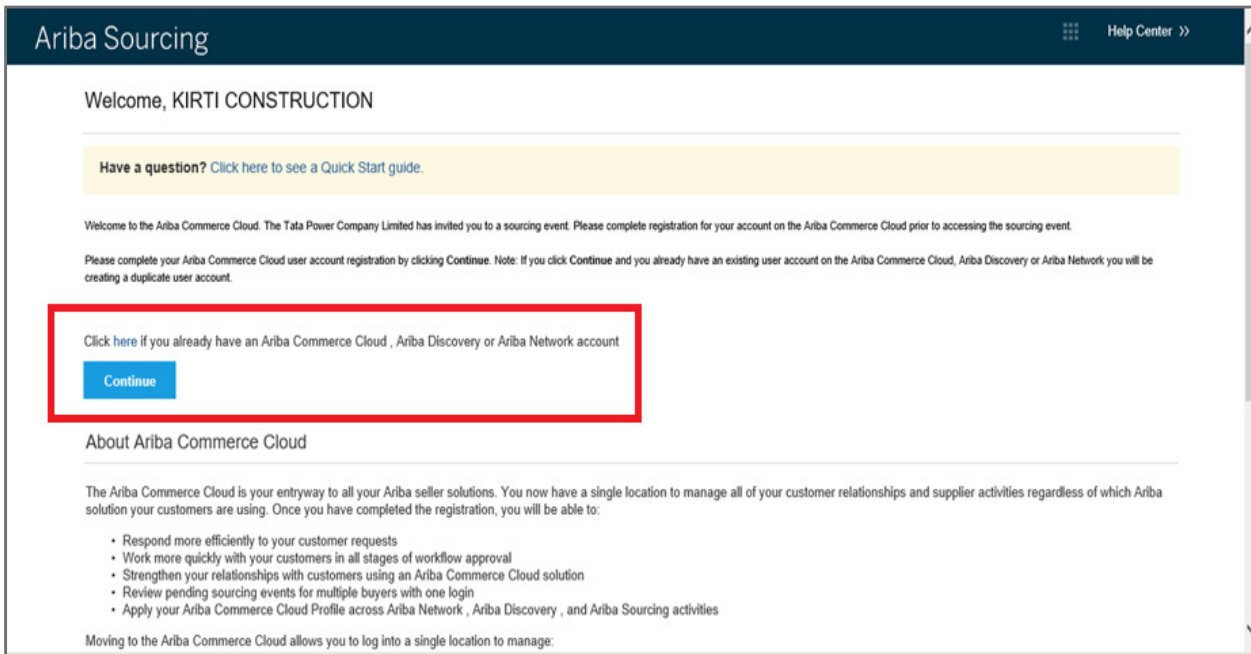 Ariba Sourcing
Help Center >>
Welcome, KIRTI CONSTRUCTION
Have a question? Click here to see a Quick Start guide.
Welcome to the Ariba Commerce Cloud. The Tata Power Company Limited has invited you to a sourcing event. Please complete registration for your account on the Ariba Commerce Cloud prior to accessing the sourcing event.
Please complete your Ariba Commerce Cloud user account registration by clicking Continue. Note: If you click Continue and you already have an existing user account on the Ariba Commerce Cloud, Ariba Discovery or Ariba Network you will be
creating a duplicate user account.
Click here if you already have an Ariba Commerce Cloud , Ariba Discovery or Ariba Network account
Continue
About Ariba Commerce Cloud
The Ariba Commerce Cloud is your entryway to all your Ariba seller solutions. You now have a single location to manage all of your customer relationships and supplier activities regardless of which Ariba
solution your customers are using. Once you have completed the registration, you will be able to:
• Respond more efficiently to your customer requests
• Work more quickly with your customers in all stages of workflow approval
• Strengthen your relationships with customers using an Ariba Commerce Cloud solution
• Review pending sourcing events for multiple buyers with one login
• Apply your Ariba Commerce Cloud Profile across Ariba Network , Ariba Discovery , and Ariba Sourcing activities
Moving to the Ariba Commerce Cloud allows you to log into a single location to manage: